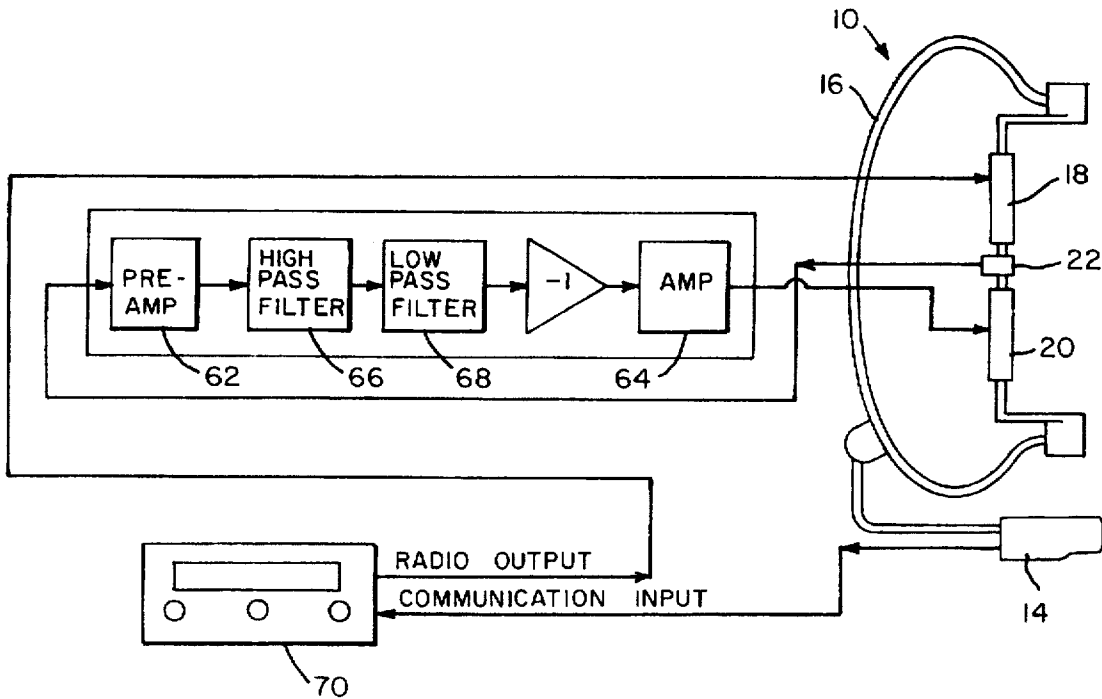 10
16
18
22
20
PRE-
AMP
HIGH
PASS
FILTER
LOW
PASS
FILTER
-1
AMP
62
66
68
64
RADIO OUTPUT
COMMUNICATION INPUT
14
70